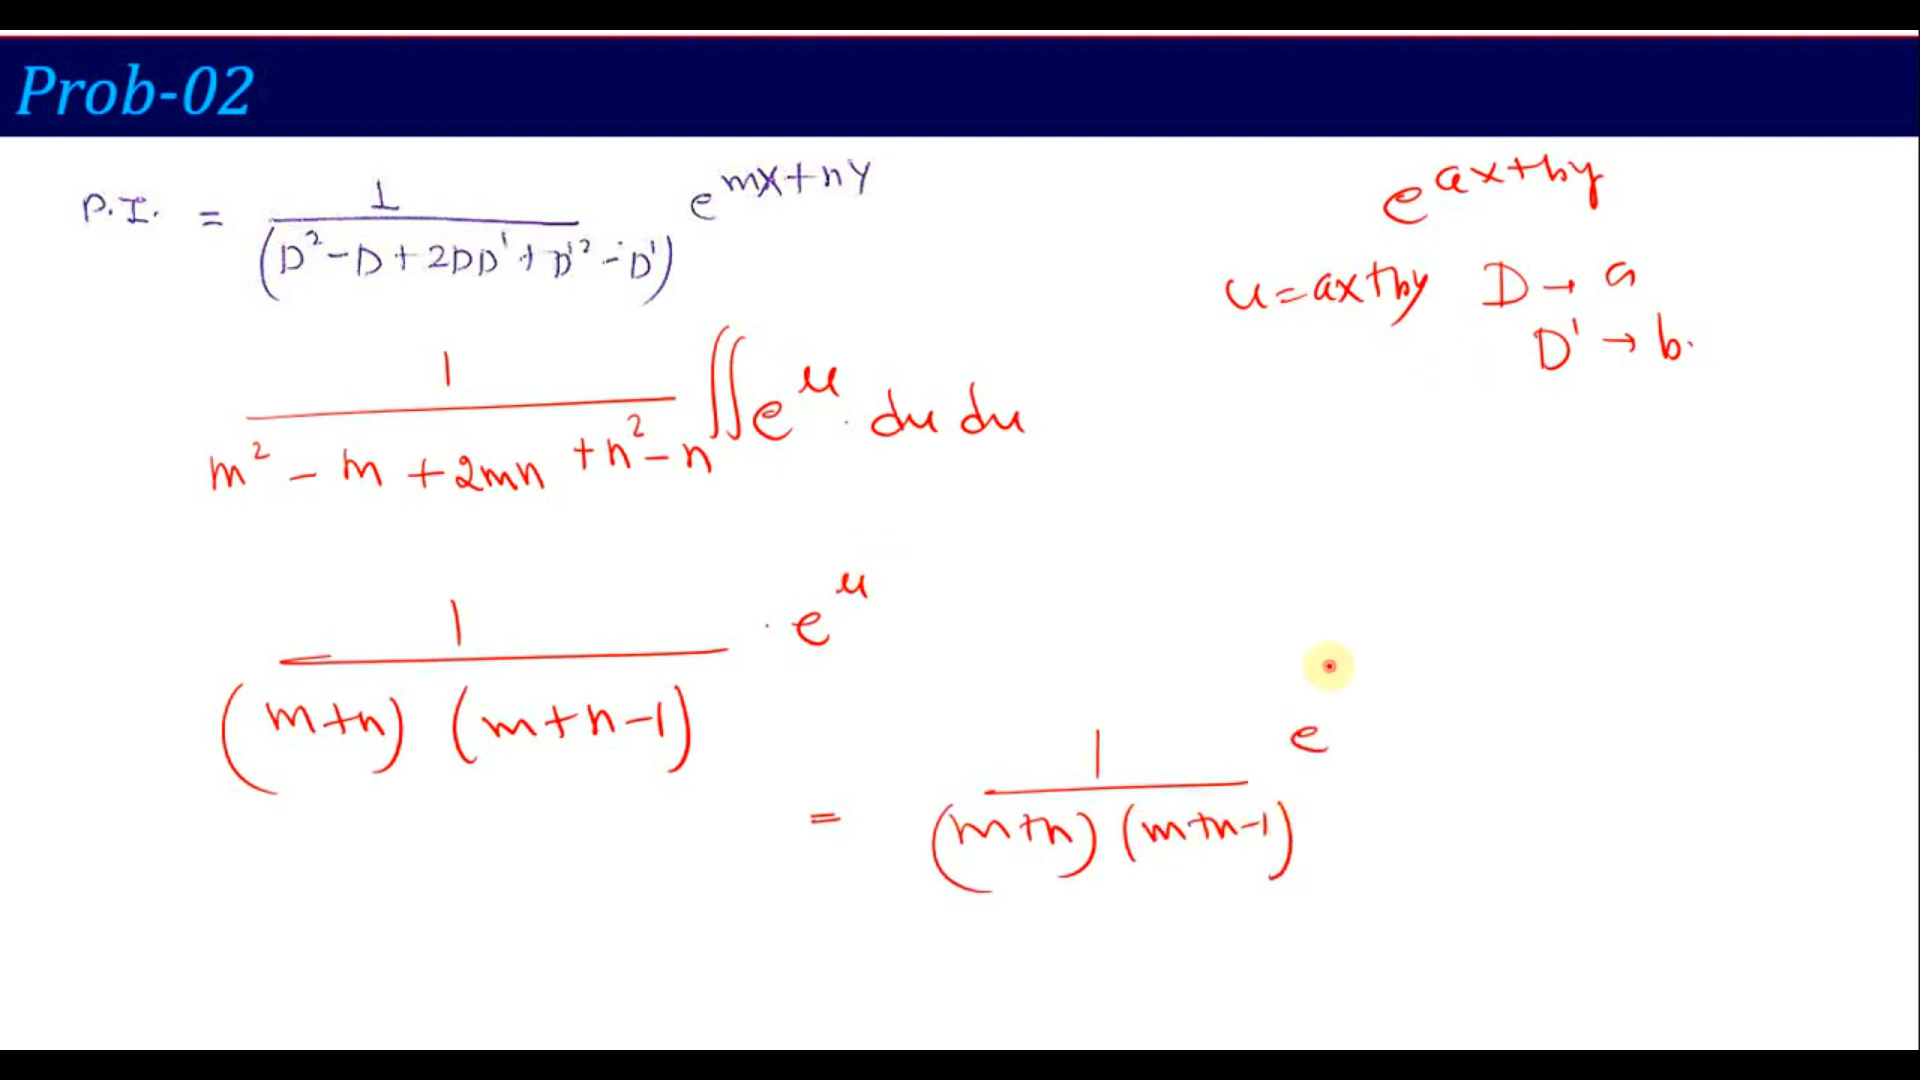 Prob-02
P.I. = 1/(D² - D + 2DD' + D'² - D') e^(mx+ny)
e^(ax+by)
u = ax+by D → a
D' → b.
1/(m² - m + 2mn + n² - n) ∬ e^u . du du
1/((m+n) (m+n-1)) . e^u
= 1/((m+n) (m+n-1)) e